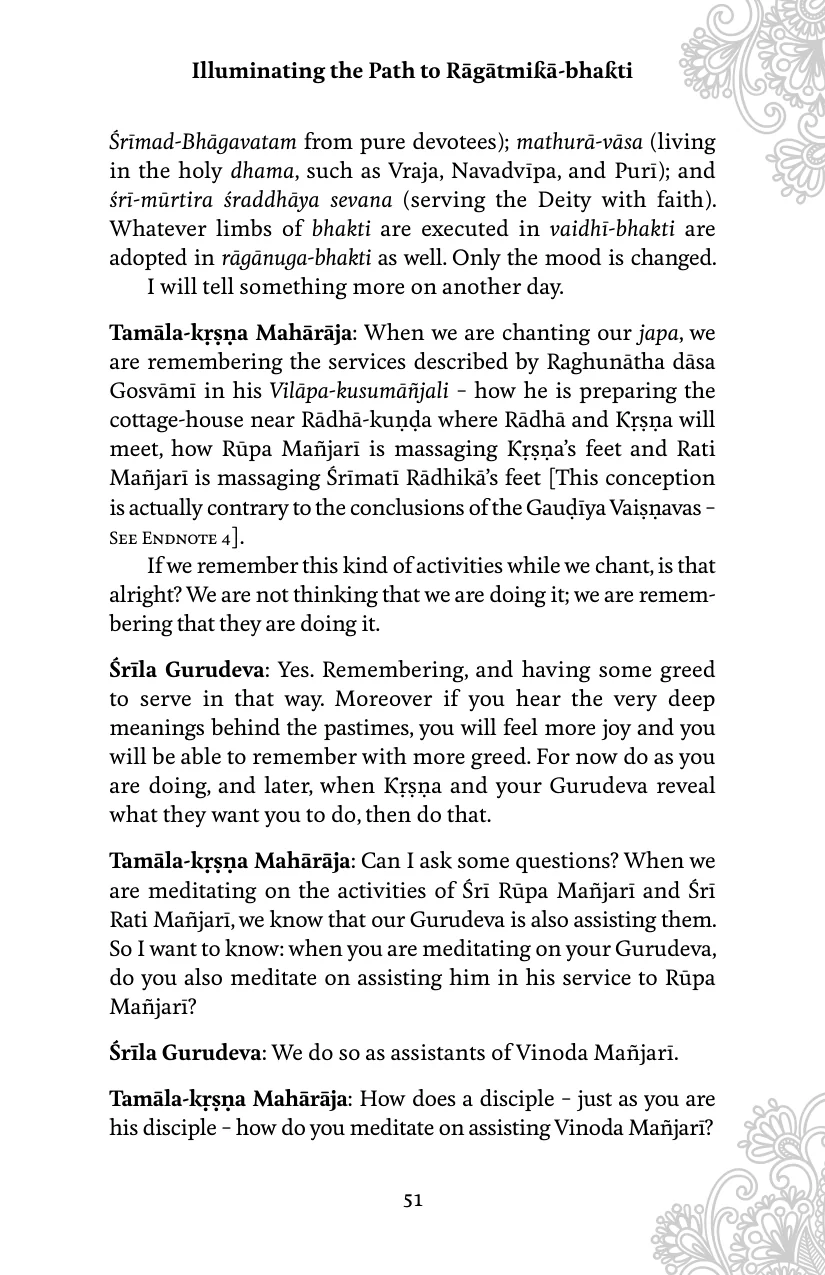 Illuminating the Path to Rāgātmikā-bhakti
Śrīmad-Bhāgavatam from pure devotees); mathurā-vāsa (living
in the holy dhama, such as Vraja, Navadvīpa, and Purī); and
śrī-mūrtira śraddhāya sevana (serving the Deity with faith).
Whatever limbs of bhakti are executed in vaidhī-bhakti are
adopted in rāgānuga-bhakti as well. Only the mood is changed.
I will tell something more on another day.
Tamāla-kṛṣṇa Mahārāja: When we are chanting our japa, we
are remembering the services described by Raghunātha dāsa
Gosvāmī in his Vilāpa-kusumāñjali – how he is preparing the
cottage-house near Rādhā-kuṇḍa where Rādhā and Kṛṣṇa will
meet, how Rūpa Mañjarī is massaging Kṛṣṇa’s feet and Rati
Mañjarī is massaging Śrīmatī Rādhikā’s feet [This conception
is actually contrary to the conclusions of the Gauḍīya Vaiṣṇavas –
See Endnote 4].
If we remember this kind of activities while we chant, is that
alright? We are not thinking that we are doing it; we are remem-
bering that they are doing it.
Śrīla Gurudeva: Yes. Remembering, and having some greed
to serve in that way. Moreover if you hear the very deep
meanings behind the pastimes, you will feel more joy and you
will be able to remember with more greed. For now do as you
are doing, and later, when Kṛṣṇa and your Gurudeva reveal
what they want you to do, then do that.
Tamāla-kṛṣṇa Mahārāja: Can I ask some questions? When we
are meditating on the activities of Śrī Rūpa Mañjarī and Śrī
Rati Mañjarī, we know that our Gurudeva is also assisting them.
So I want to know: when you are meditating on your Gurudeva,
do you also meditate on assisting him in his service to Rūpa
Mañjarī?
Śrīla Gurudeva: We do so as assistants of Vinoda Mañjarī.
Tamāla-kṛṣṇa Mahārāja: How does a disciple – just as you are
his disciple – how do you meditate on assisting Vinoda Mañjarī?
51